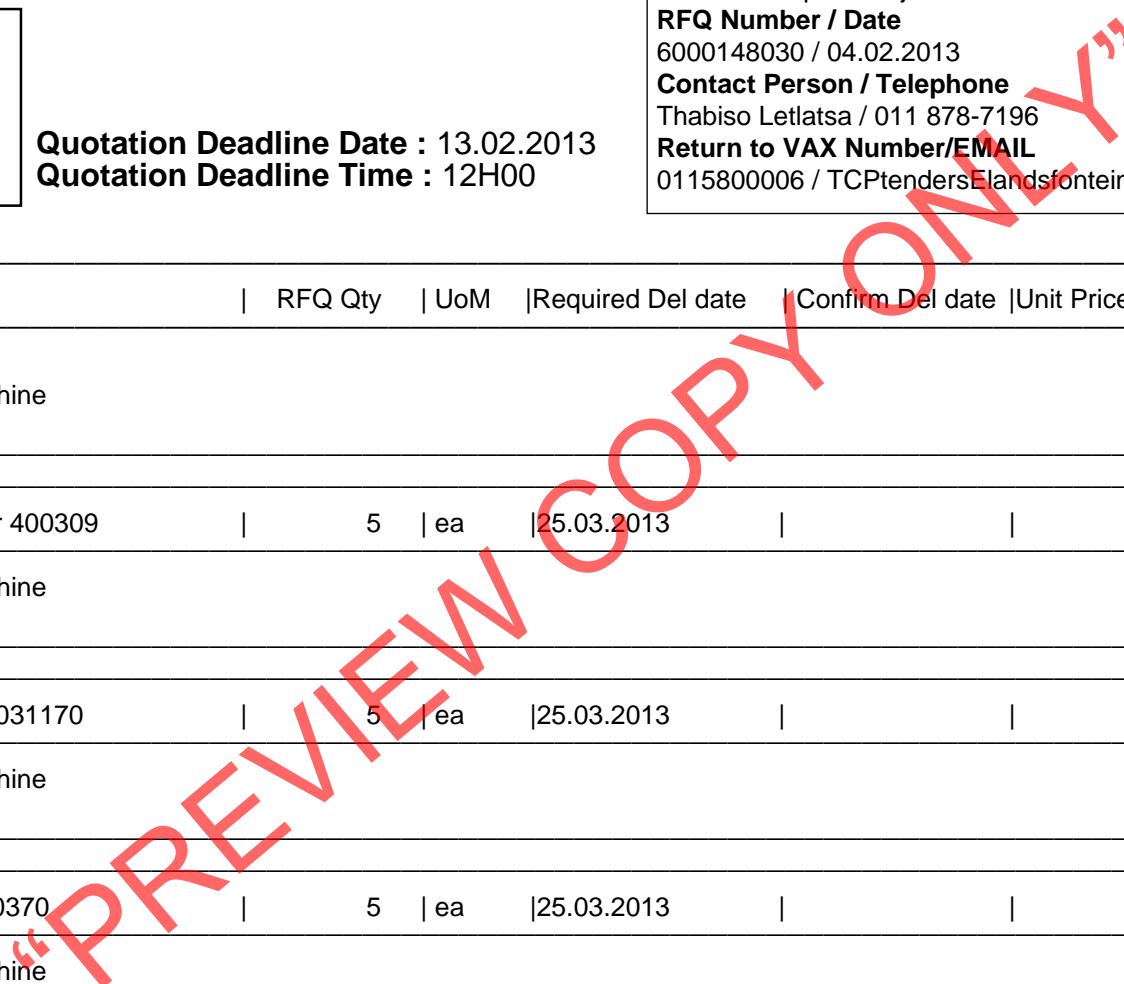 RFQ Number / Date
6000148030 / 04.02.2013
Contact Person / Telephone
Thabiso Letlatsa / 011 878-7196
Quotation Deadline Date : 13.02.2013
Return to VAX Number/EMAIL
Quotation Deadline Time : 12H00
0115800006 / TCPtendersElandsfontein
| RFQ Qty | UoM |Required Del date | Confirm Del date |Unit Price
hine
400309 | 5 | ea |25.03.2013 | |
hine
031170 | 5 | ea |25.03.2013 | |
hine
0370 | 5 | ea |25.03.2013 | |
hine
“PREVIEW COPY ONLY”